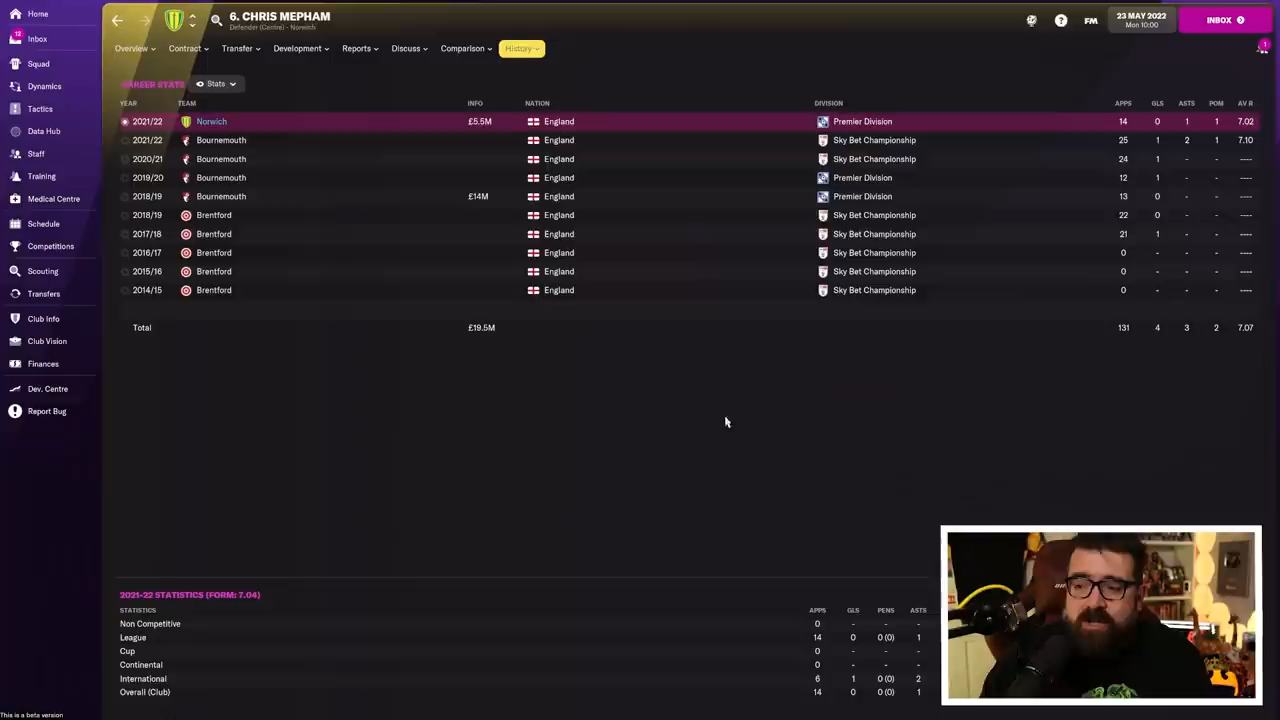 Home
12
Inbox
Squad
Dynamics
Tactics
Data Hub
Staff
Training
Medical Centre
Schedule
Competitions
Scouting
Transfers
Club Info
Club Vision
Finances
Dev. Centre
Report Bug
This is a beta version
6. CHRIS MEPHAM
Defender (Centre) - Norwich
? FM 23 MAY 2022 INBOX
Mon 10:00
1
Overview Contract Transfer Development Reports Discuss Comparison History
CAREER STATS Stats
YEAR TEAM INFO NATION DIVISION APPS GLS ASTS POM AV R
2021/22 Norwich £5.5M England Premier Division 14 0 1 1 7.02
2021/22 Bournemouth England Sky Bet Championship 25 1 2 1 7.10
2020/21 Bournemouth England Sky Bet Championship 24 1 - - ----
2019/20 Bournemouth England Premier Division 12 1 - - ----
2018/19 Bournemouth £14M England Premier Division 13 0 - - ----
2018/19 Brentford England Sky Bet Championship 22 0 - - ----
2017/18 Brentford England Sky Bet Championship 21 1 - - ----
2016/17 Brentford England Sky Bet Championship 0 - - - ----
2015/16 Brentford England Sky Bet Championship 0 - - - ----
2014/15 Brentford England Sky Bet Championship 0 - - - ----
Total £19.5M 131 4 3 2 7.07
2021-22 STATISTICS (FORM: 7.04)
STATISTICS APPS GLS PENS ASTS
Non Competitive 0 - - -
League 14 0 0 (0) 1
Cup 0 - - -
Continental 0 - - -
International 6 1 0 (0) 2
Overall (Club) 14 0 0 (0) 1